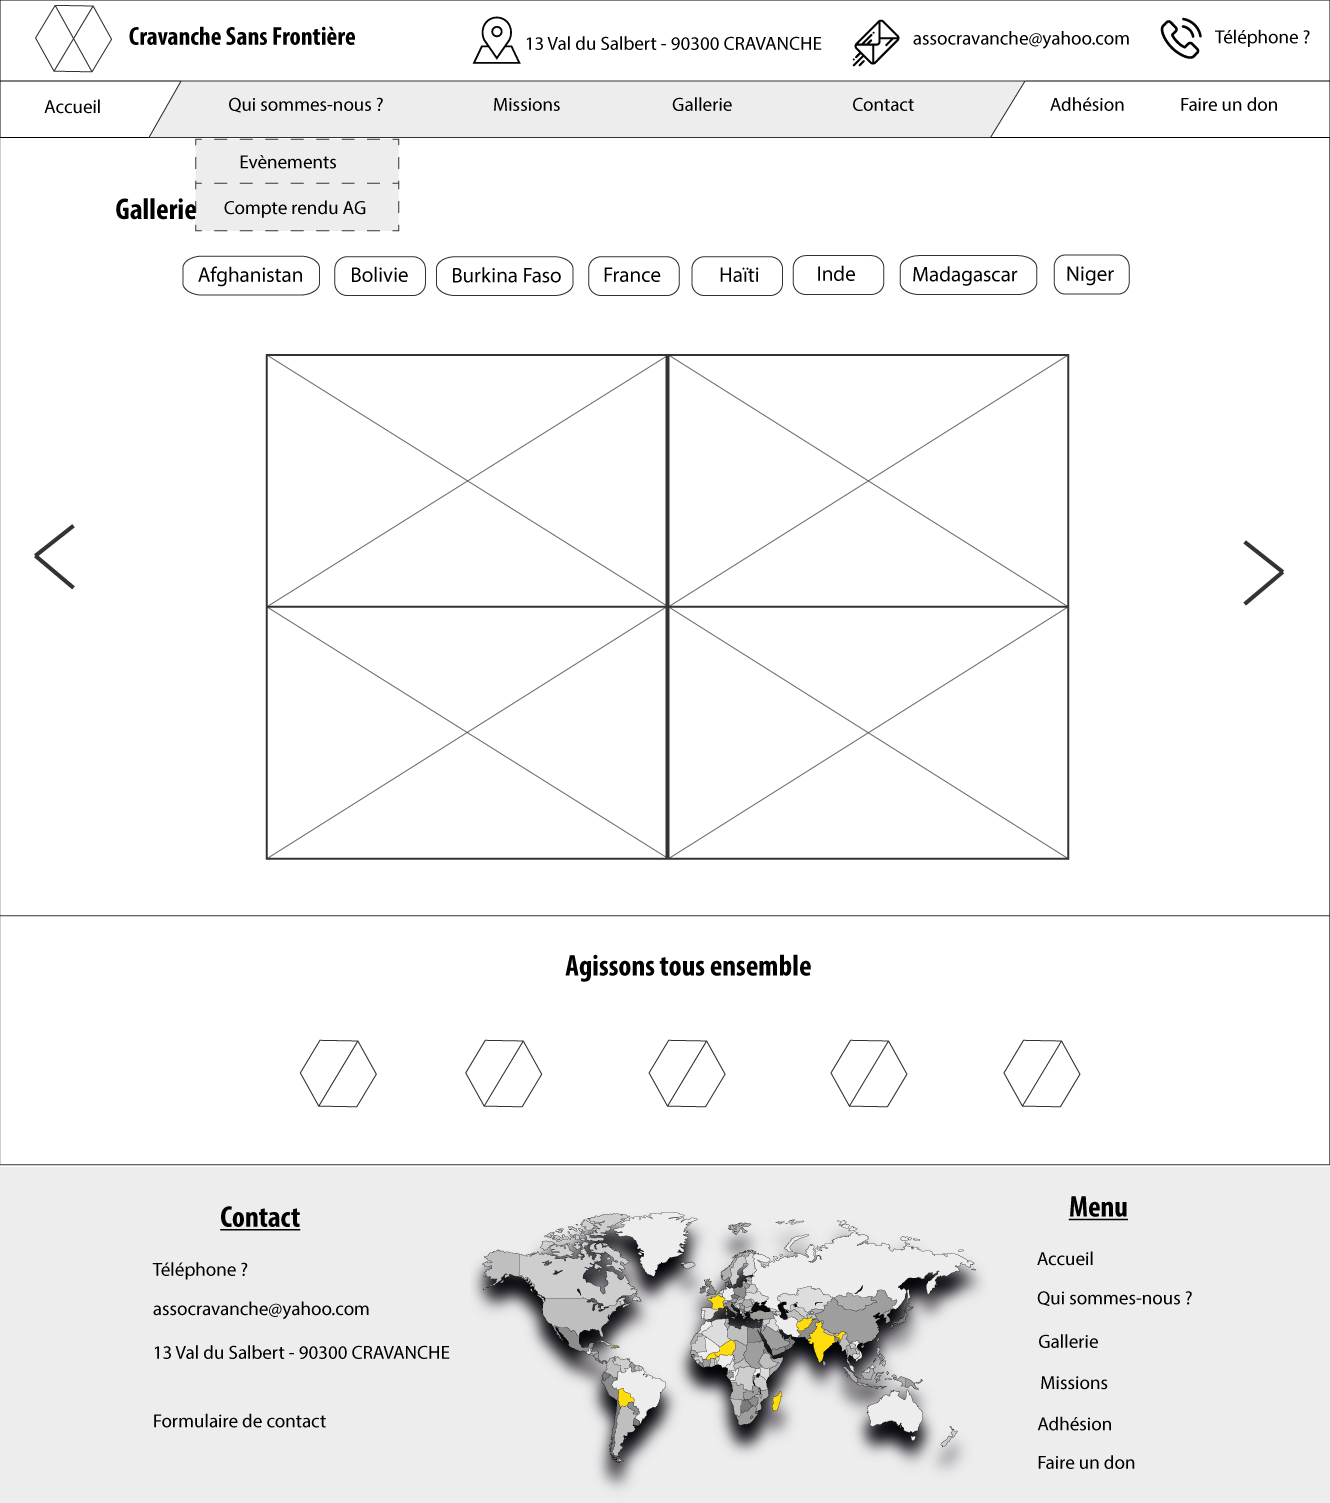 Cravanche Sans Frontière
13 Val du Salbert - 90300 CRAVANCHE
assocravanche@yahoo.com
Téléphone ?
Accueil
Qui sommes-nous ?
Missions
Gallerie
Contact
Adhésion
Faire un don
Evènements
Compte rendu AG
Gallerie
Afghanistan
Bolivie
Burkina Faso
France
Haïti
Inde
Madagascar
Niger
Agissons tous ensemble
Contact
Téléphone ?
assocravanche@yahoo.com
13 Val du Salbert - 90300 CRAVANCHE
Formulaire de contact
Menu
Accueil
Qui sommes-nous ?
Gallerie
Missions
Adhésion
Faire un don